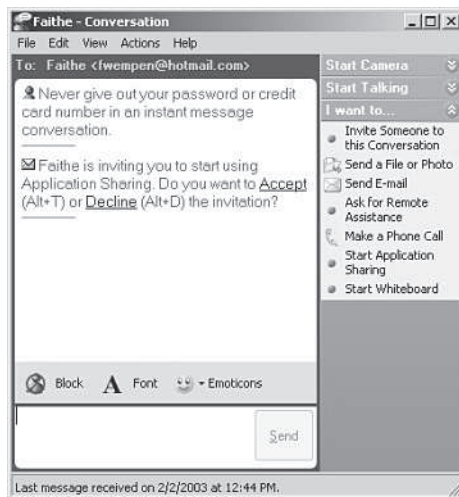 Faithe - Conversation
File Edit View Actions Help
To: Faithe <fwempen@hotmail.com>
Never give out your password or credit
card number in an instant message
conversation.
Faithe is inviting you to start using
Application Sharing. Do you want to Accept
(Alt+T) or Decline (Alt+D) the invitation?
Block Font Emoticons
Send
Last message received on 2/2/2003 at 12:44 PM.
Start Camera
Start Talking
I want to...
Invite Someone to
this Conversation
Send a File or Photo
Send E-mail
Ask for Remote
Assistance
Make a Phone Call
Start Application
Sharing
Start Whiteboard